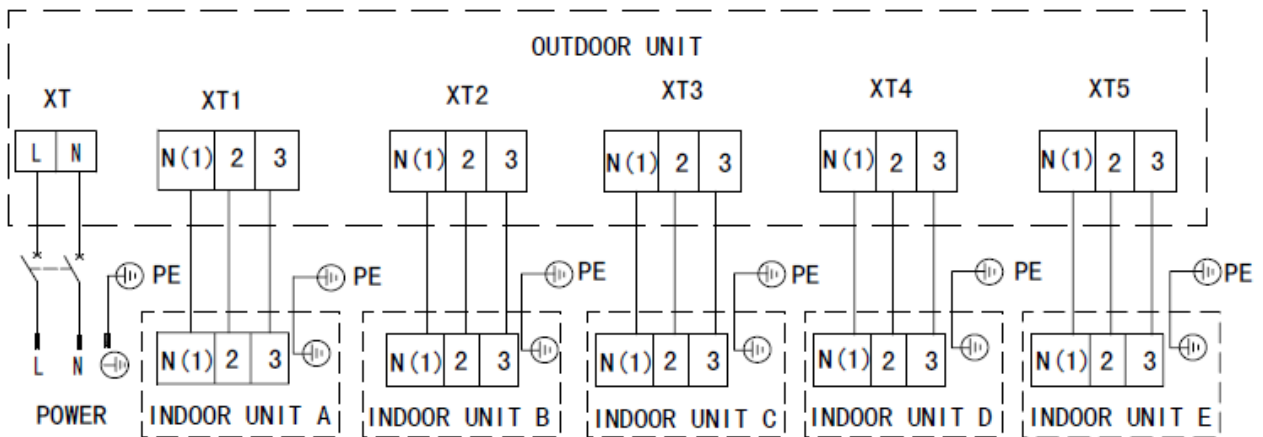 OUTDOOR UNIT
XT XT1 XT2 XT3 XT4 XT5
L N N(1) 2 3 N(1) 2 3 N(1) 2 3 N(1) 2 3 N(1) 2 3
PE PE PE PE PE PE
L N N(1) 2 3 N(1) 2 3 N(1) 2 3 N(1) 2 3 N(1) 2 3
POWER INDOOR UNIT A INDOOR UNIT B INDOOR UNIT C INDOOR UNIT D INDOOR UNIT E